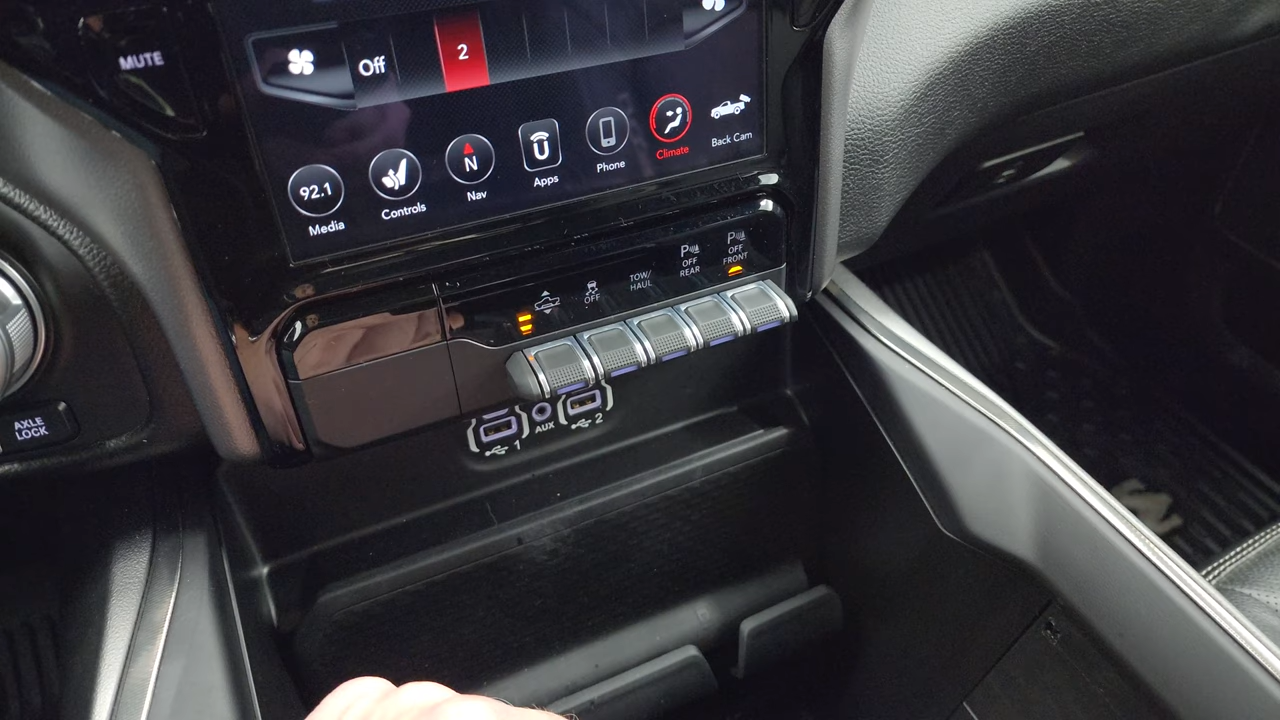 MUTE
Off
2
92.1
Media
Controls
N
Nav
U
Apps
Phone
Climate
Back Cam
OFF
TOW/
HAUL
P
OFF
REAR
P
OFF
FRONT
AXLE
LOCK
1
AUX
2